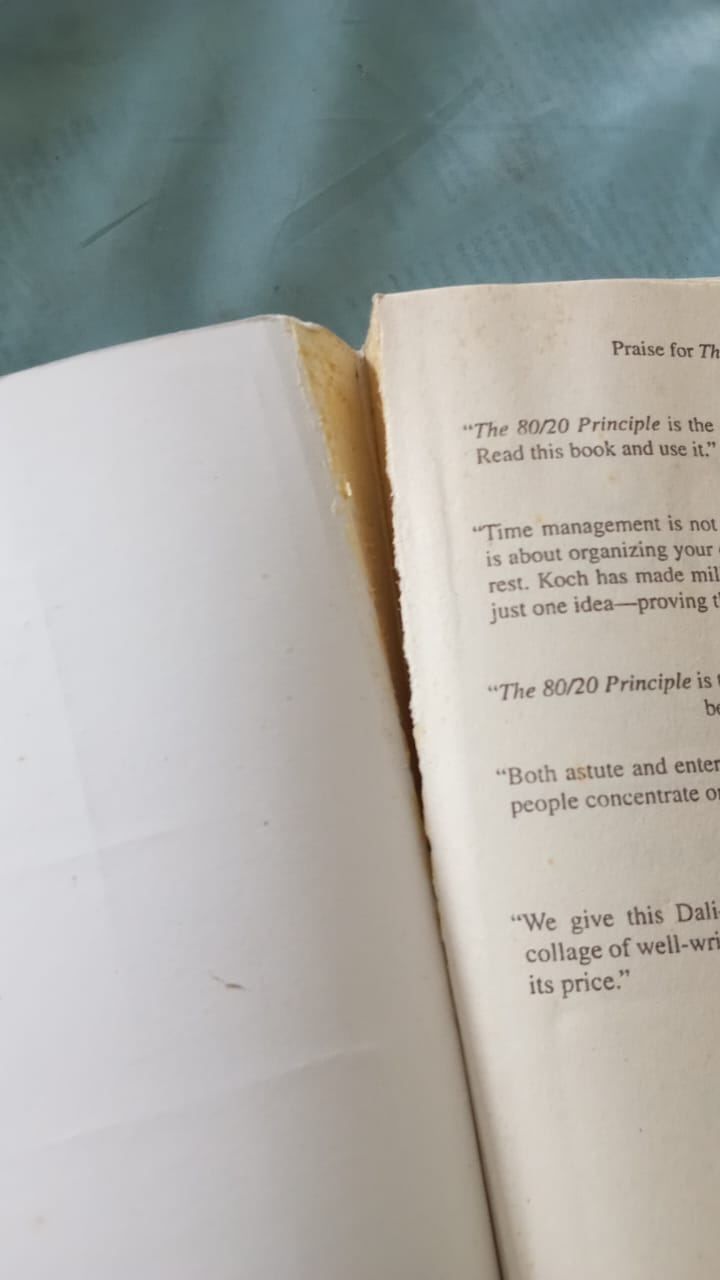 Praise for Th
“The 80/20 Principle is the
Read this book and use it.”
“Time management is not
is about organizing your
rest. Koch has made mil
just one idea—proving t
“The 80/20 Principle is
be
“Both astute and enter
people concentrate o
“We give this Dali-
collage of well-wri
its price.”